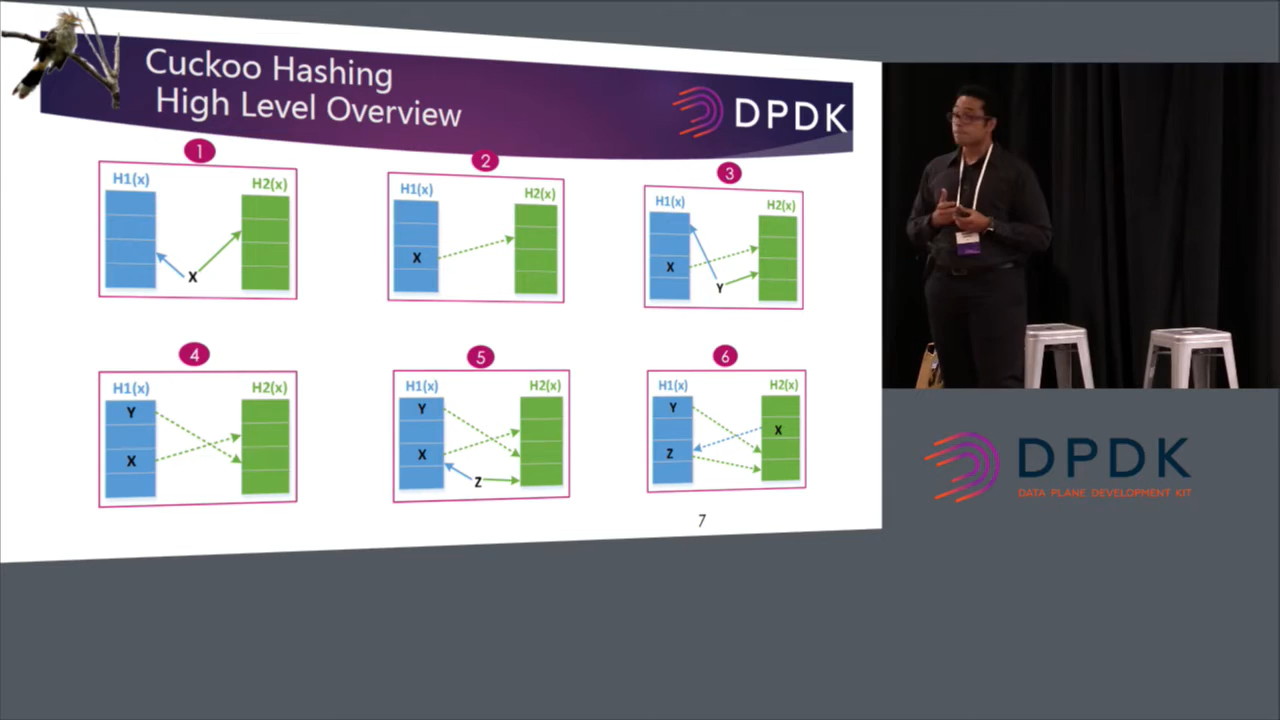 Cuckoo Hashing
High Level Overview
DPDK
1
H1(x)
H2(x)
X
2
H1(x)
H2(x)
X
3
H1(x)
H2(x)
X
Y
4
H1(x)
H2(x)
Y
X
5
H1(x)
H2(x)
Y
X
Z
6
H1(x)
H2(x)
Y
X
Z
7
DPDK
DATA PLANE DEVELOPMENT KIT